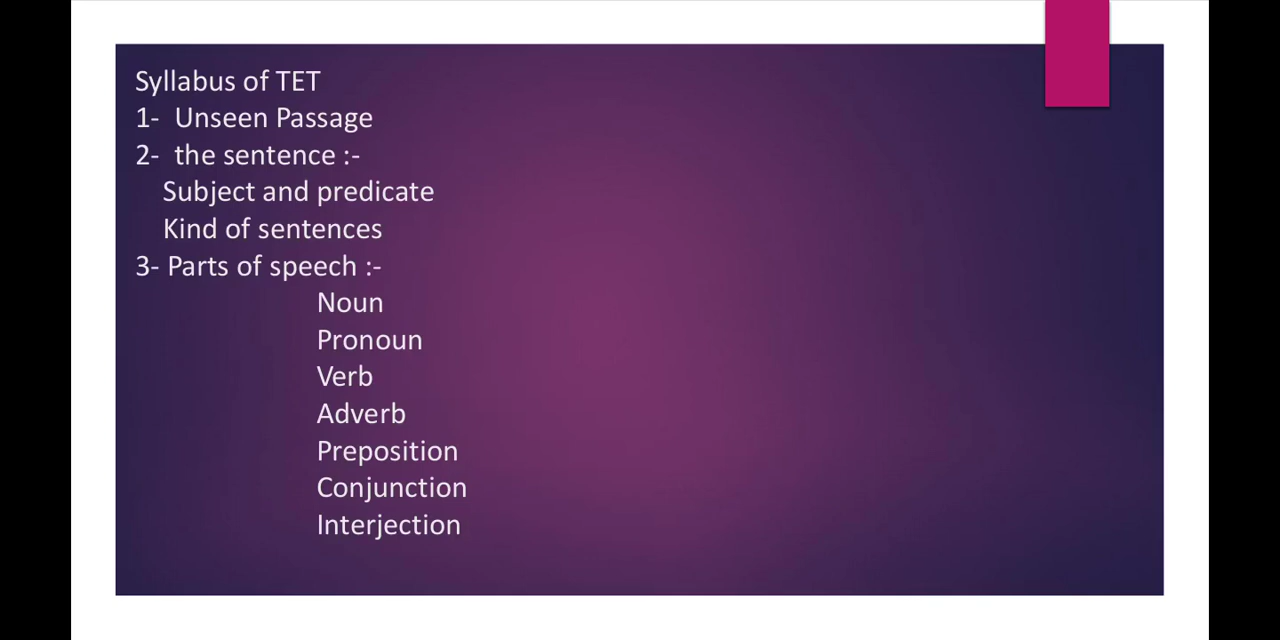 Syllabus of TET
1- Unseen Passage
2- the sentence :-
Subject and predicate
Kind of sentences
3- Parts of speech :-
Noun
Pronoun
Verb
Adverb
Preposition
Conjunction
Interjection